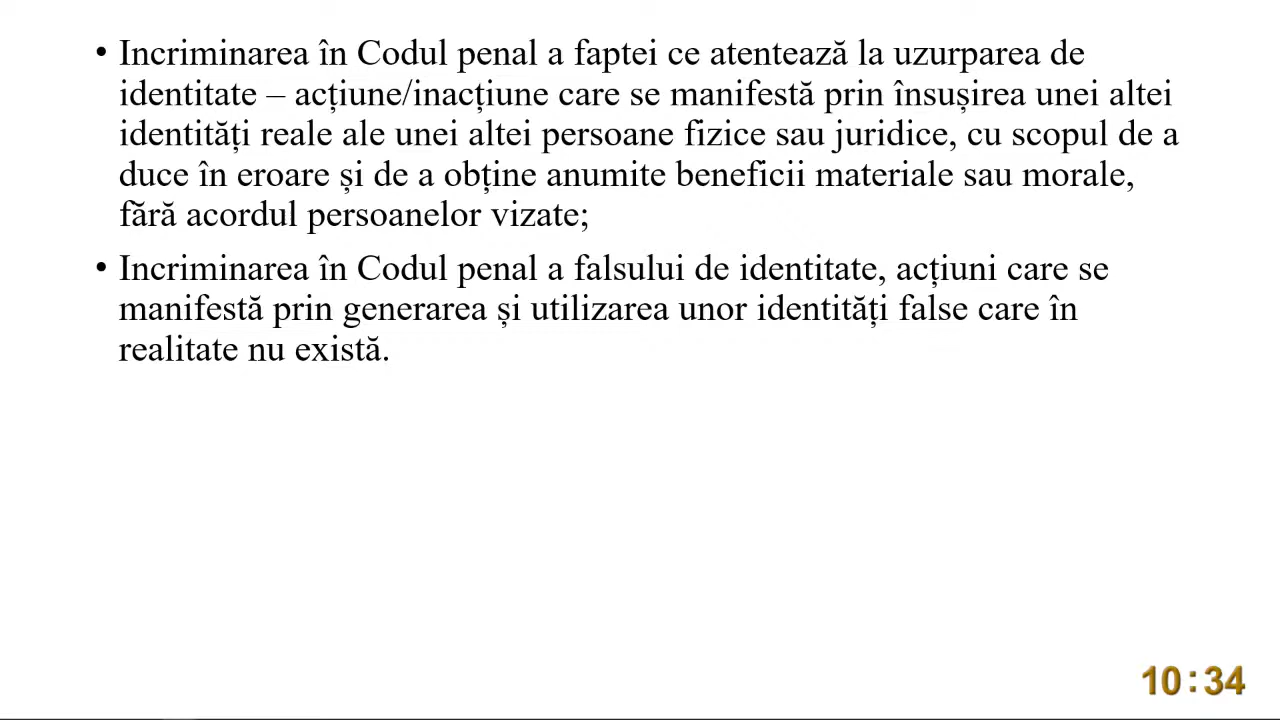 • Incriminarea în Codul penal a faptei ce atentează la uzurparea de
identitate – acțiune/inacțiune care se manifestă prin însușirea unei altei
identități reale ale unei altei persoane fizice sau juridice, cu scopul de a
duce în eroare și de a obține anumite beneficii materiale sau morale,
fără acordul persoanelor vizate;
• Incriminarea în Codul penal a falsului de identitate, acțiuni care se
manifestă prin generarea și utilizarea unor identități false care în
realitate nu există.
10:34